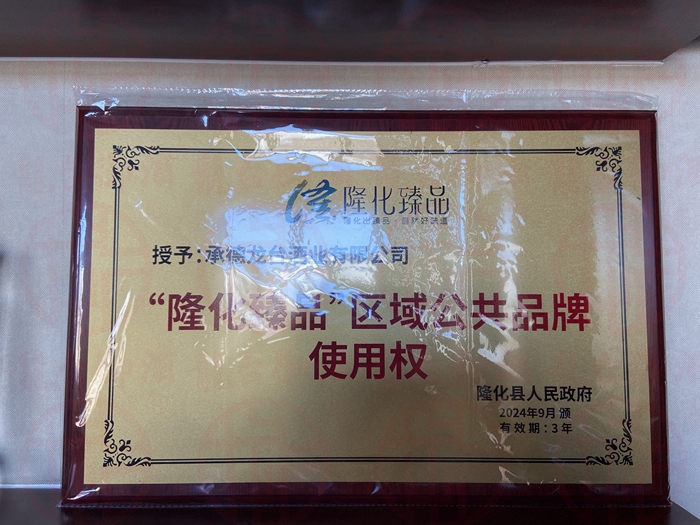 隆化臻品
隆化出臻品·自然好味道
授予：承德龙台酒业有限公司
“隆化臻品”区域公共品牌
使用权
隆化县人民政府
2024年9月 颁
有效期：3年